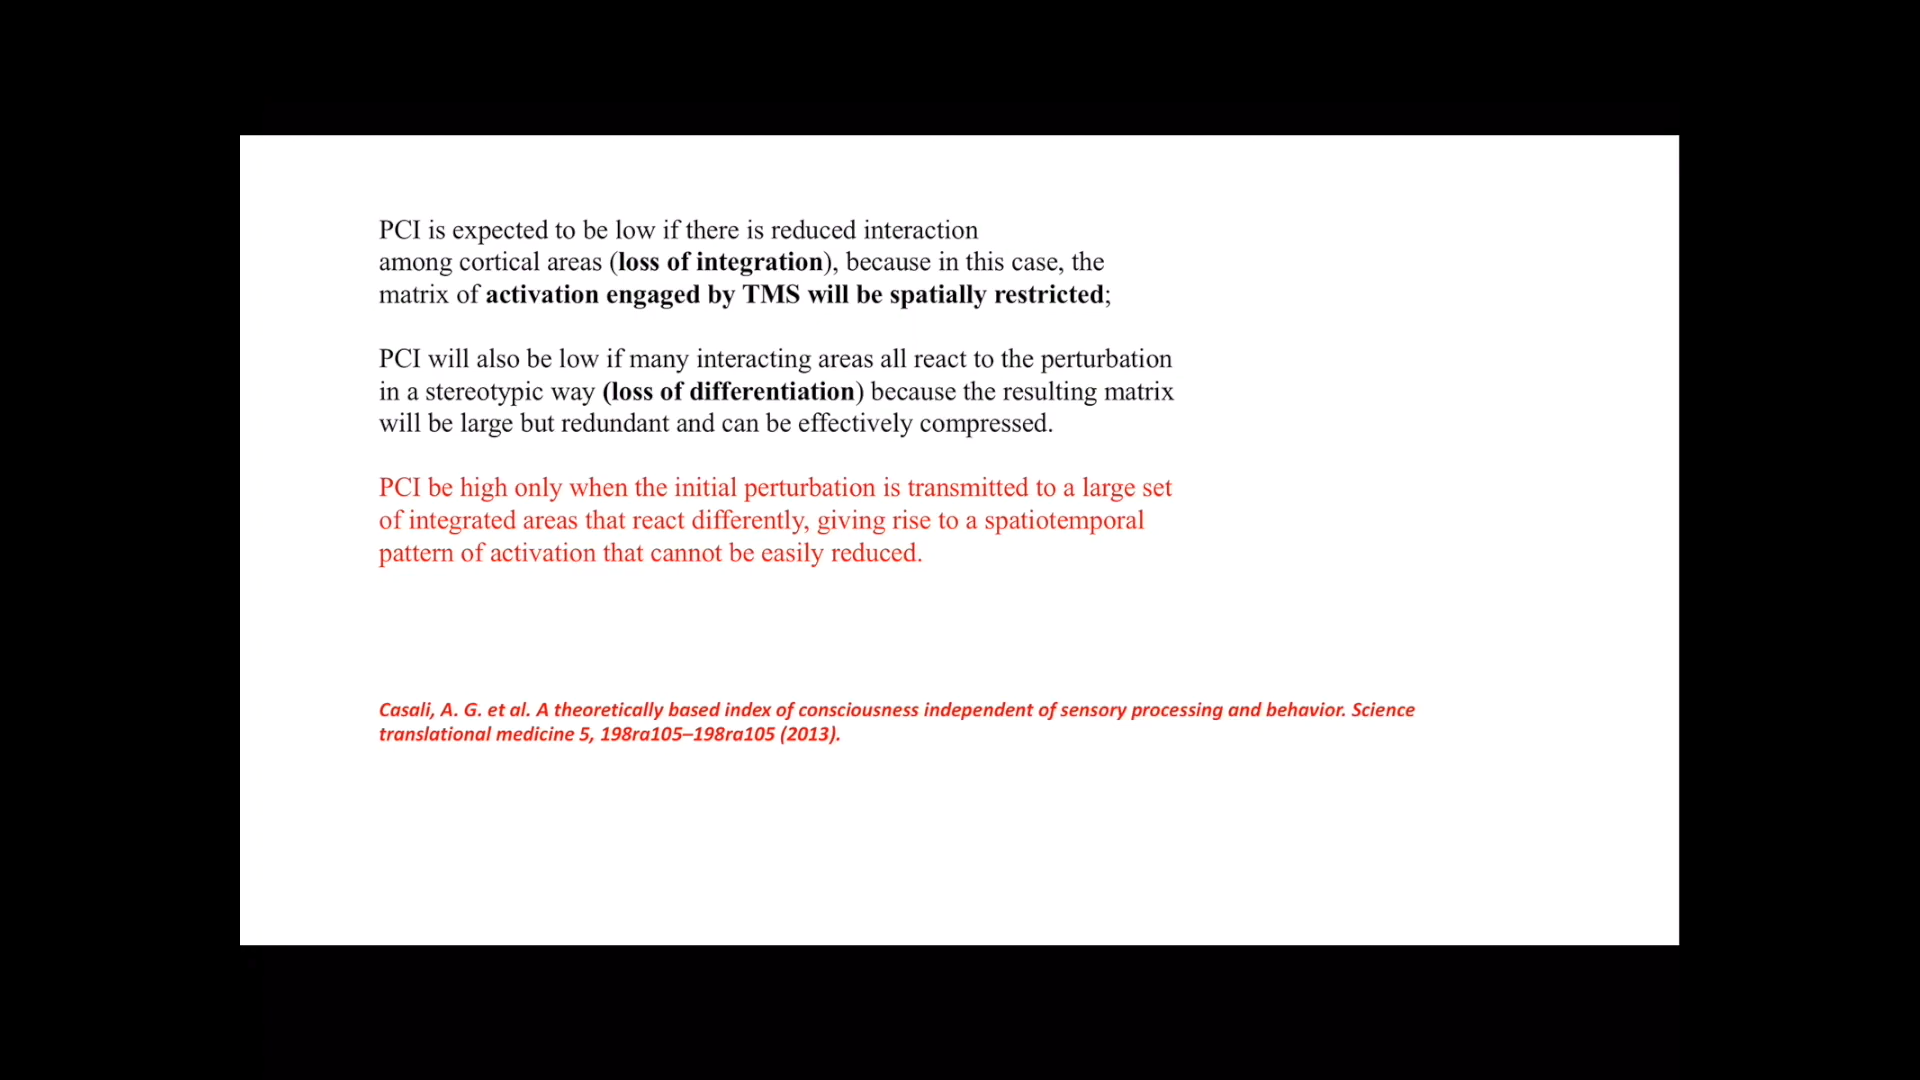 PCI is expected to be low if there is reduced interaction
among cortical areas (loss of integration), because in this case, the
matrix of activation engaged by TMS will be spatially restricted;
PCI will also be low if many interacting areas all react to the perturbation
in a stereotypic way (loss of differentiation) because the resulting matrix
will be large but redundant and can be effectively compressed.
PCI be high only when the initial perturbation is transmitted to a large set
of integrated areas that react differently, giving rise to a spatiotemporal
pattern of activation that cannot be easily reduced.
Casali, A. G. et al. A theoretically based index of consciousness independent of sensory processing and behavior. Science
translational medicine 5, 198ra105–198ra105 (2013).